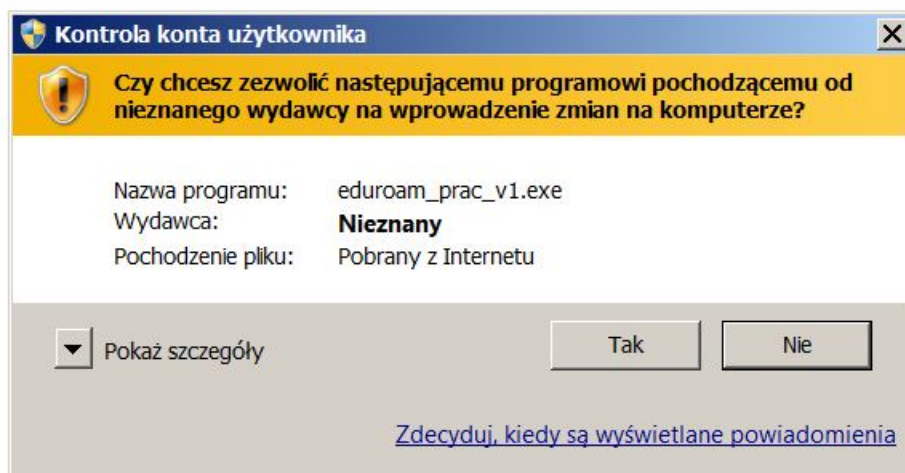 Kontrola konta użytkownika
Czy chcesz zezwolić następującemu programowi pochodzącemu od
nieznanego wydawcy na wprowadzenie zmian na komputerze?
Nazwa programu: eduroam_prac_v1.exe
Wydawca: Nieznany
Pochodzenie pliku: Pobrany z Internetu
Pokaż szczegóły Tak Nie
Zdecyduj, kiedy są wyświetlane powiadomienia